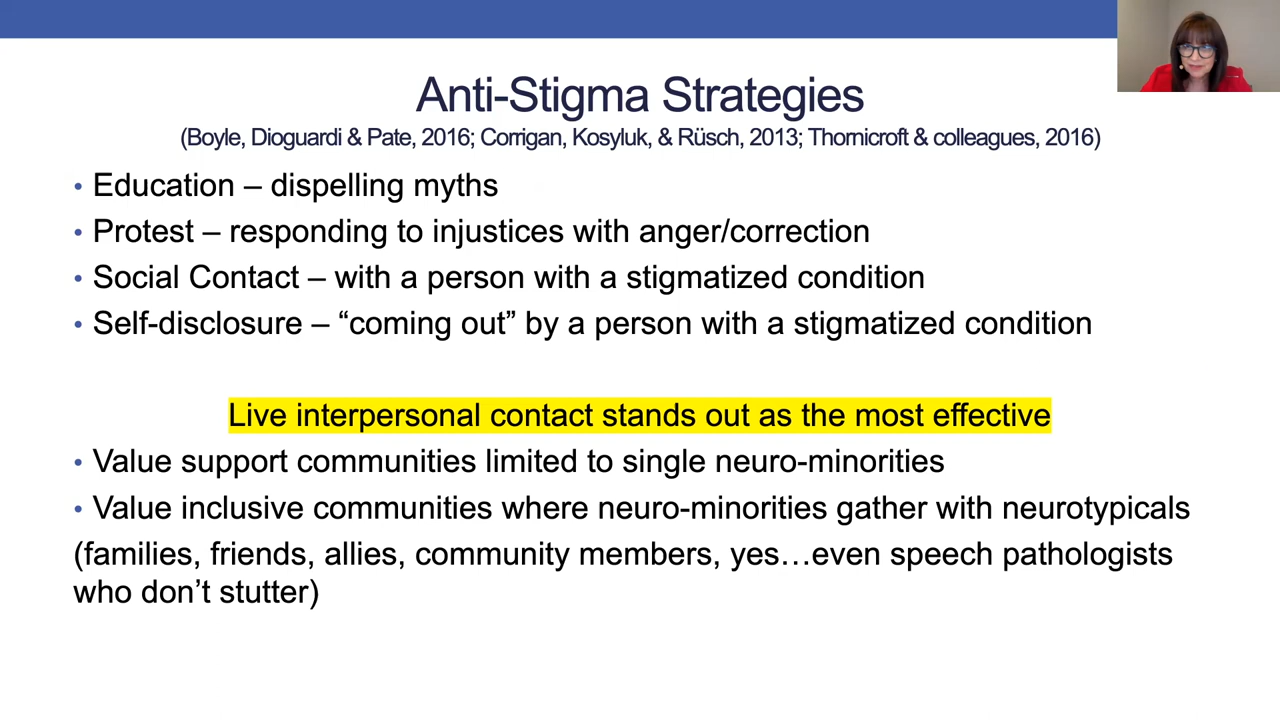 Anti-Stigma Strategies
(Boyle, Dioguardi & Pate, 2016; Corrigan, Kosyluk, & Rüsch, 2013; Thornicroft & colleagues, 2016)
• Education – dispelling myths
• Protest – responding to injustices with anger/correction
• Social Contact – with a person with a stigmatized condition
• Self-disclosure – “coming out” by a person with a stigmatized condition
Live interpersonal contact stands out as the most effective
• Value support communities limited to single neuro-minorities
• Value inclusive communities where neuro-minorities gather with neurotypicals
(families, friends, allies, community members, yes…even speech pathologists
who don’t stutter)